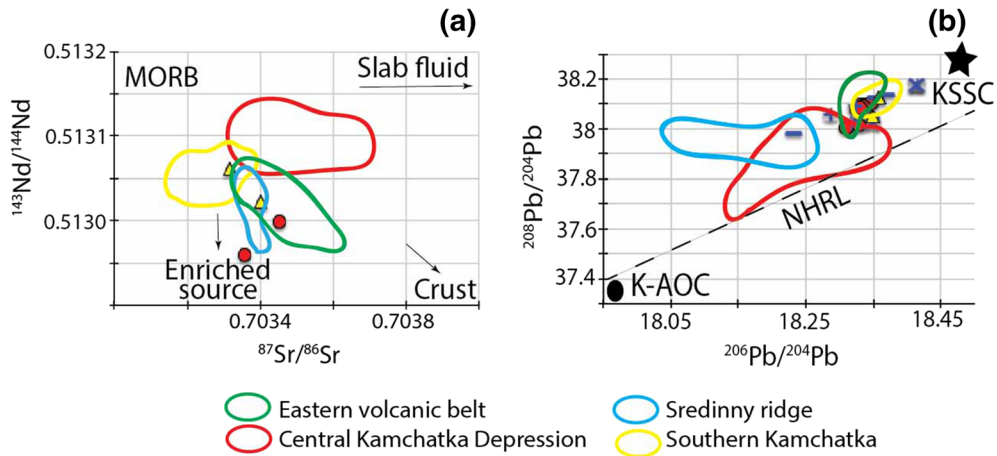 (a)
0.5132
MORB
Slab fluid
0.5131
0.5130
Enriched
source
Crust
0.7034
0.7038
143Nd/144Nd
87Sr/86Sr
(b)
38.2
KSSC
38
37.8
37.6
NHRL
37.4
K-AOC
18.05
18.25
18.45
208Pb/204Pb
206Pb/204Pb
Eastern volcanic belt
Central Kamchatka Depression
Sredinny ridge
Southern Kamchatka